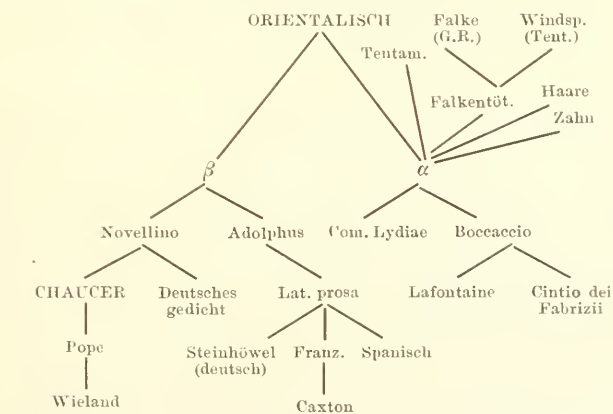 ORIENTALISCH
Falke
(G.R.)
Windsp.
(Tent.)
Tentam.
Falkentöt.
Haare
Zahn
β
α
Novellino
Adolphus
Com. Lydiae
Boccaccio
CHAUCER
Deutsches
gedicht
Lat. prosa
Lafontaine
Cintio dei
Fabrizii
Pope
Steinhöwel
(deutsch)
Franz.
Spanisch
Wieland
Caxton